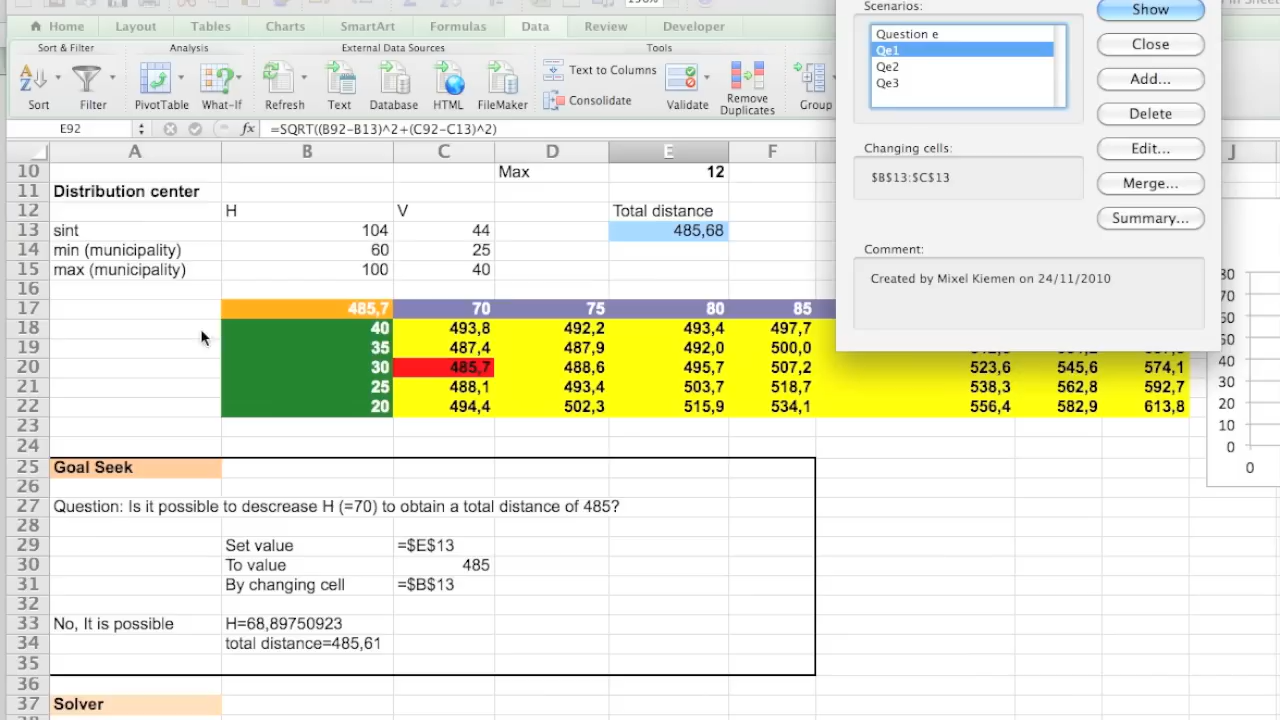 Home Layout Tables Charts SmartArt Formulas Data Review Developer
Sort & Filter Analysis External Data Sources Tools
Text to Columns
Consolidate
Sort Filter PivotTable What-If Refresh Text Database HTML FileMaker Validate Remove Duplicates Group
E92 fx =SQRT((B92-B13)^2+(C92-C13)^2)
A B C D E F J
10 Max 12
11 Distribution center
12 H V Total distance
13 sint 104 44 485,68
14 min (municipality) 60 25
15 max (municipality) 100 40
16
17 485,7 70 75 80 85
18 40 493,8 492,2 493,4 497,7
19 35 487,4 487,9 492,0 500,0
20 30 485,7 488,6 495,7 507,2 523,6 545,6 574,1
21 25 488,1 493,4 503,7 518,7 538,3 562,8 592,7
22 20 494,4 502,3 515,9 534,1 556,4 582,9 613,8
23
24
25 Goal Seek
26
27 Question: Is it possible to descrease H (=70) to obtain a total distance of 485?
28
29 Set value =$E$13
30 To value 485
31 By changing cell =$B$13
32
33 No, It is possible H=68,89750923
34 total distance=485,61
35
36
37 Solver
Scenarios:
Question e
Qe1
Qe2
Qe3
Show
Close
Add...
Delete
Edit...
Merge...
Summary...
Changing cells:
$B$13:$C$13
Comment:
Created by Mixel Kiemen on 24/11/2010
80
70
60
50
40
30
20
10
0
0